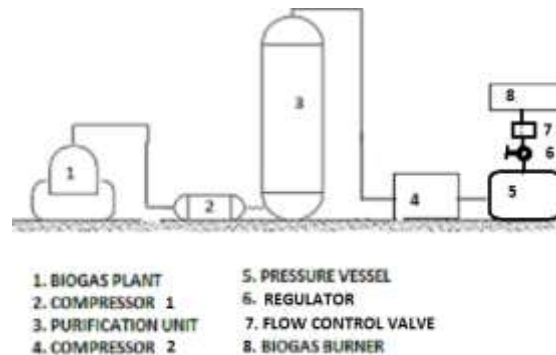 8
3
7
6
1
5
2
4
1. BIOGAS PLANT
2. COMPRESSOR 1
3. PURIFICATION UNIT
4. COMPRESSOR 2
5. PRESSURE VESSEL
6. REGULATOR
7. FLOW CONTROL VALVE
8. BIOGAS BURNER